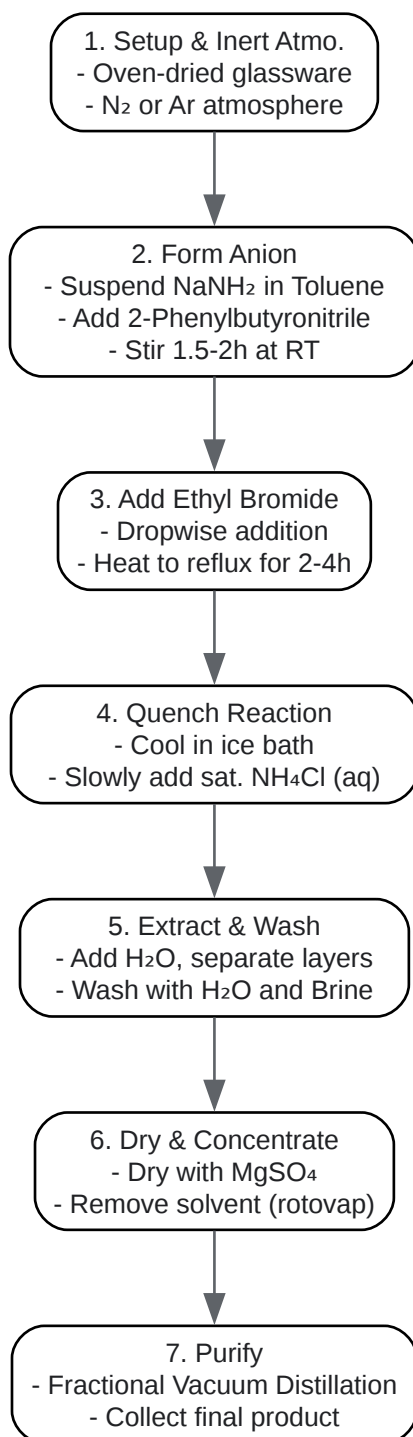 1. Setup & Inert Atmo.
- Oven-dried glassware
- N₂ or Ar atmosphere
2. Form Anion
- Suspend NaNH₂ in Toluene
- Add 2-Phenylbutyronitrile
- Stir 1.5-2h at RT
3. Add Ethyl Bromide
- Dropwise addition
- Heat to reflux for 2-4h
4. Quench Reaction
- Cool in ice bath
- Slowly add sat. NH₄Cl (aq)
5. Extract & Wash
- Add H₂O, separate layers
- Wash with H₂O and Brine
6. Dry & Concentrate
- Dry with MgSO₄
- Remove solvent (rotovap)
7. Purify
- Fractional Vacuum Distillation
- Collect final product